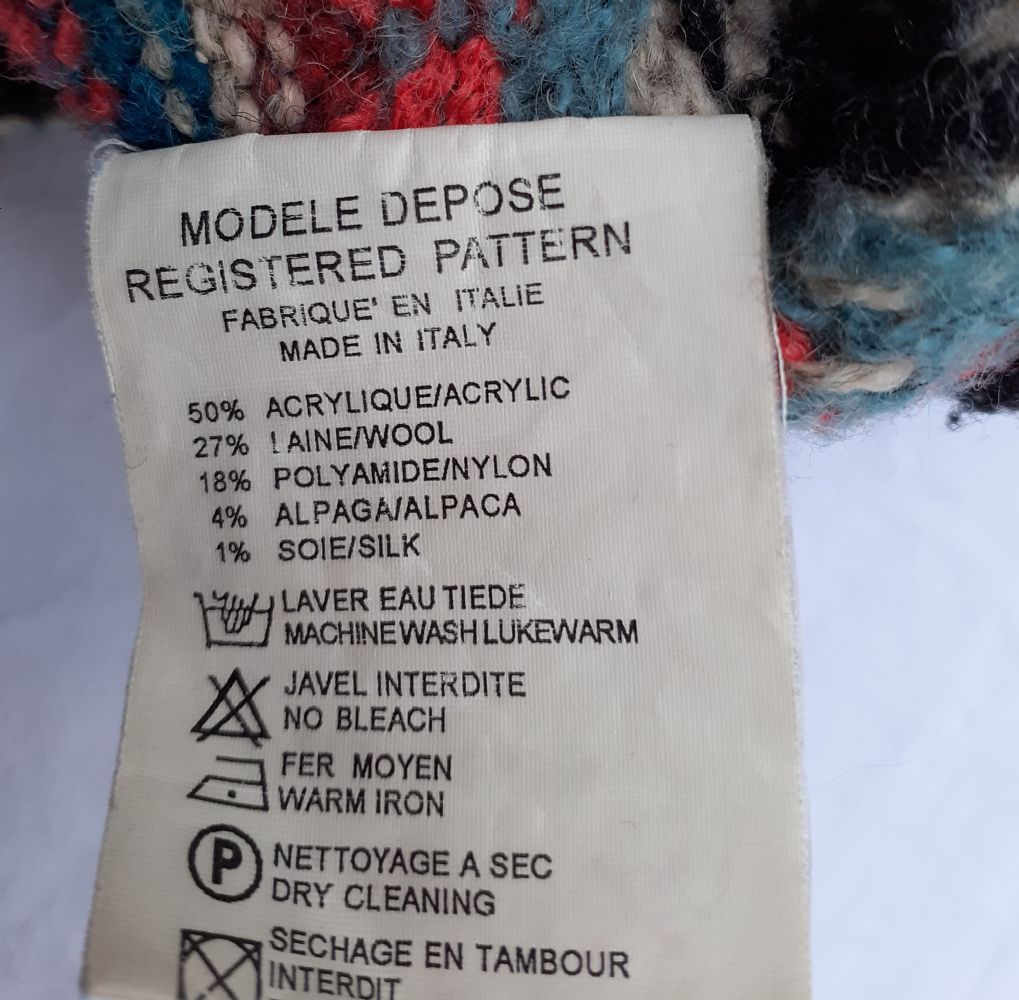 MODELE DEPOSE
REGISTERED PATTERN
FABRIQUE' EN ITALIE
MADE IN ITALY
50% ACRYLIQUE/ACRYLIC
27% LAINE/WOOL
18% POLYAMIDE/NYLON
4% ALPAGA/ALPACA
1% SOIE/SILK
LAVER EAU TIEDE
MACHINE WASH LUKEWARM
JAVEL INTERDITE
NO BLEACH
FER MOYEN
WARM IRON
P NETTOYAGE A SEC
DRY CLEANING
SECHAGE EN TAMBOUR
INTERDIT